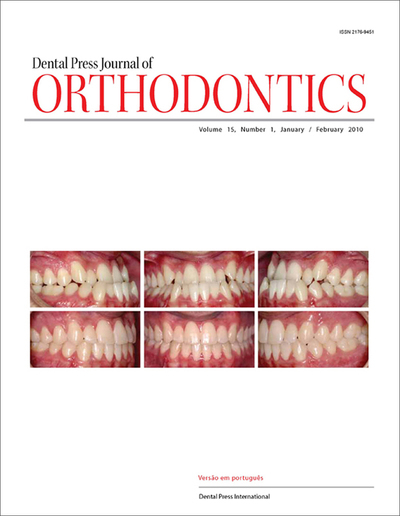 ISSN 2176-9451
Dental Press Journal of
ORTHODONTICS
Volume 15, Number 1, January / February 2010
Versão em português
Dental Press International